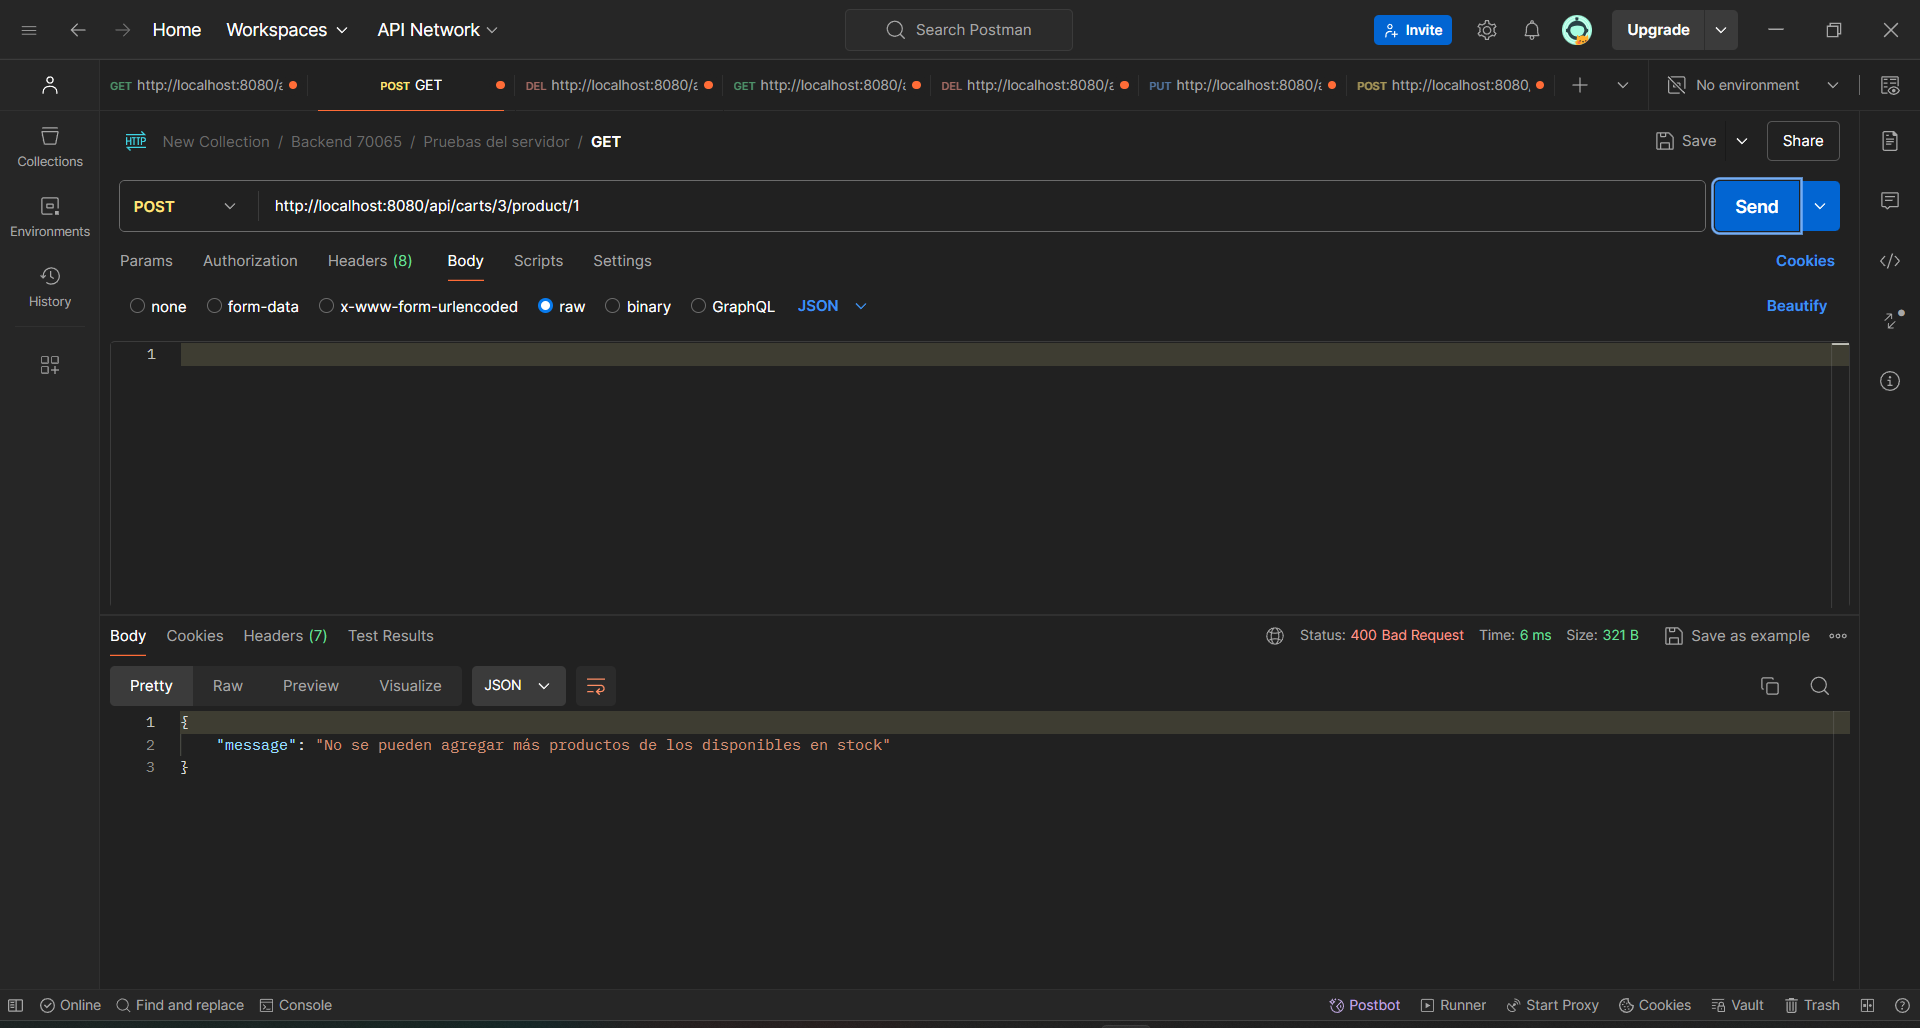 Home Workspaces API Network Search Postman Invite Upgrade
GET http://localhost:8080/a POST GET DEL http://localhost:8080/a GET http://localhost:8080/a DEL http://localhost:8080/a PUT http://localhost:8080/a POST http://localhost:8080/ No environment
HTTP New Collection / Backend 70065 / Pruebas del servidor / GET Save Share
Collections
Environments
History
POST http://localhost:8080/api/carts/3/product/1 Send
Params Authorization Headers (8) Body Scripts Settings Cookies
none form-data x-www-form-urlencoded raw binary GraphQL JSON Beautify
1
Body Cookies Headers (7) Test Results Status: 400 Bad Request Time: 6 ms Size: 321 B Save as example
Pretty Raw Preview Visualize JSON
1 {
2 "message": "No se pueden agregar más productos de los disponibles en stock"
3 }
Online Find and replace Console Postbot Runner Start Proxy Cookies Vault Trash